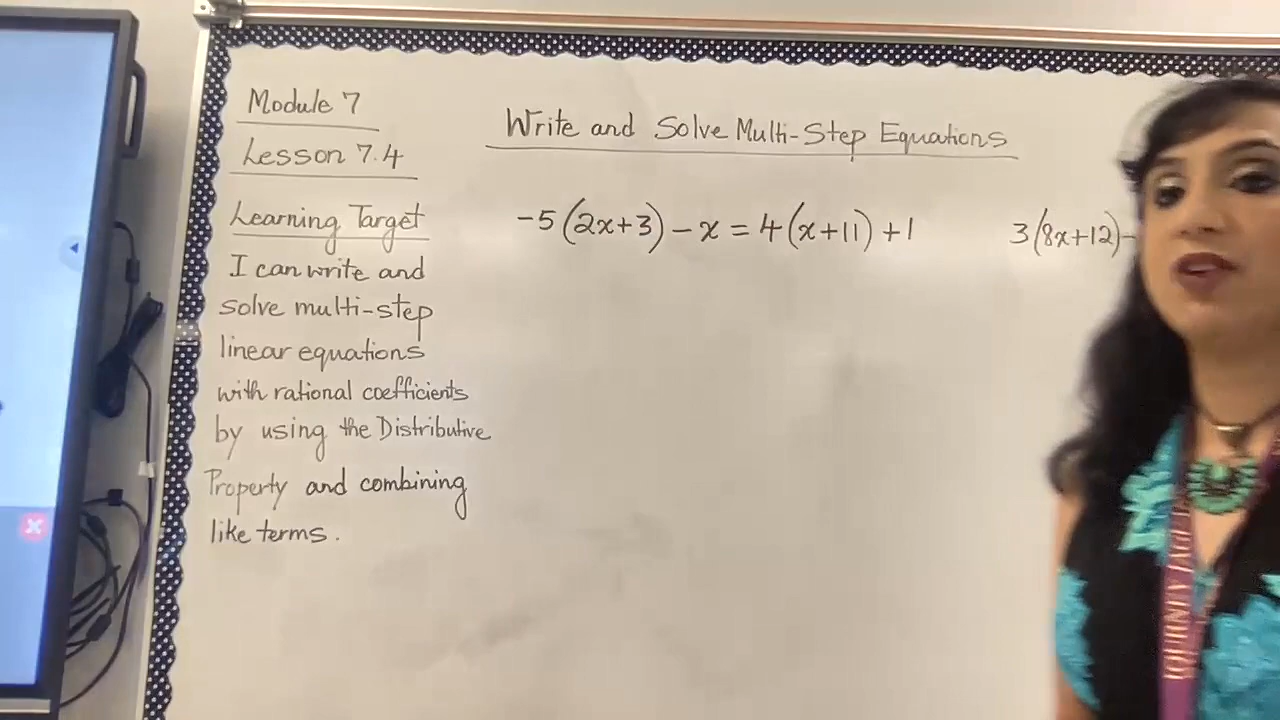 Module 7
Lesson 7.4
Learning Target
I can write and
solve multi-step
linear equations
with rational coefficients
by using the Distributive
Property and combining
like terms.
Write and Solve Multi-Step Equations
-5(2x+3)-x=4(x+11)+1
3(8x+12)-